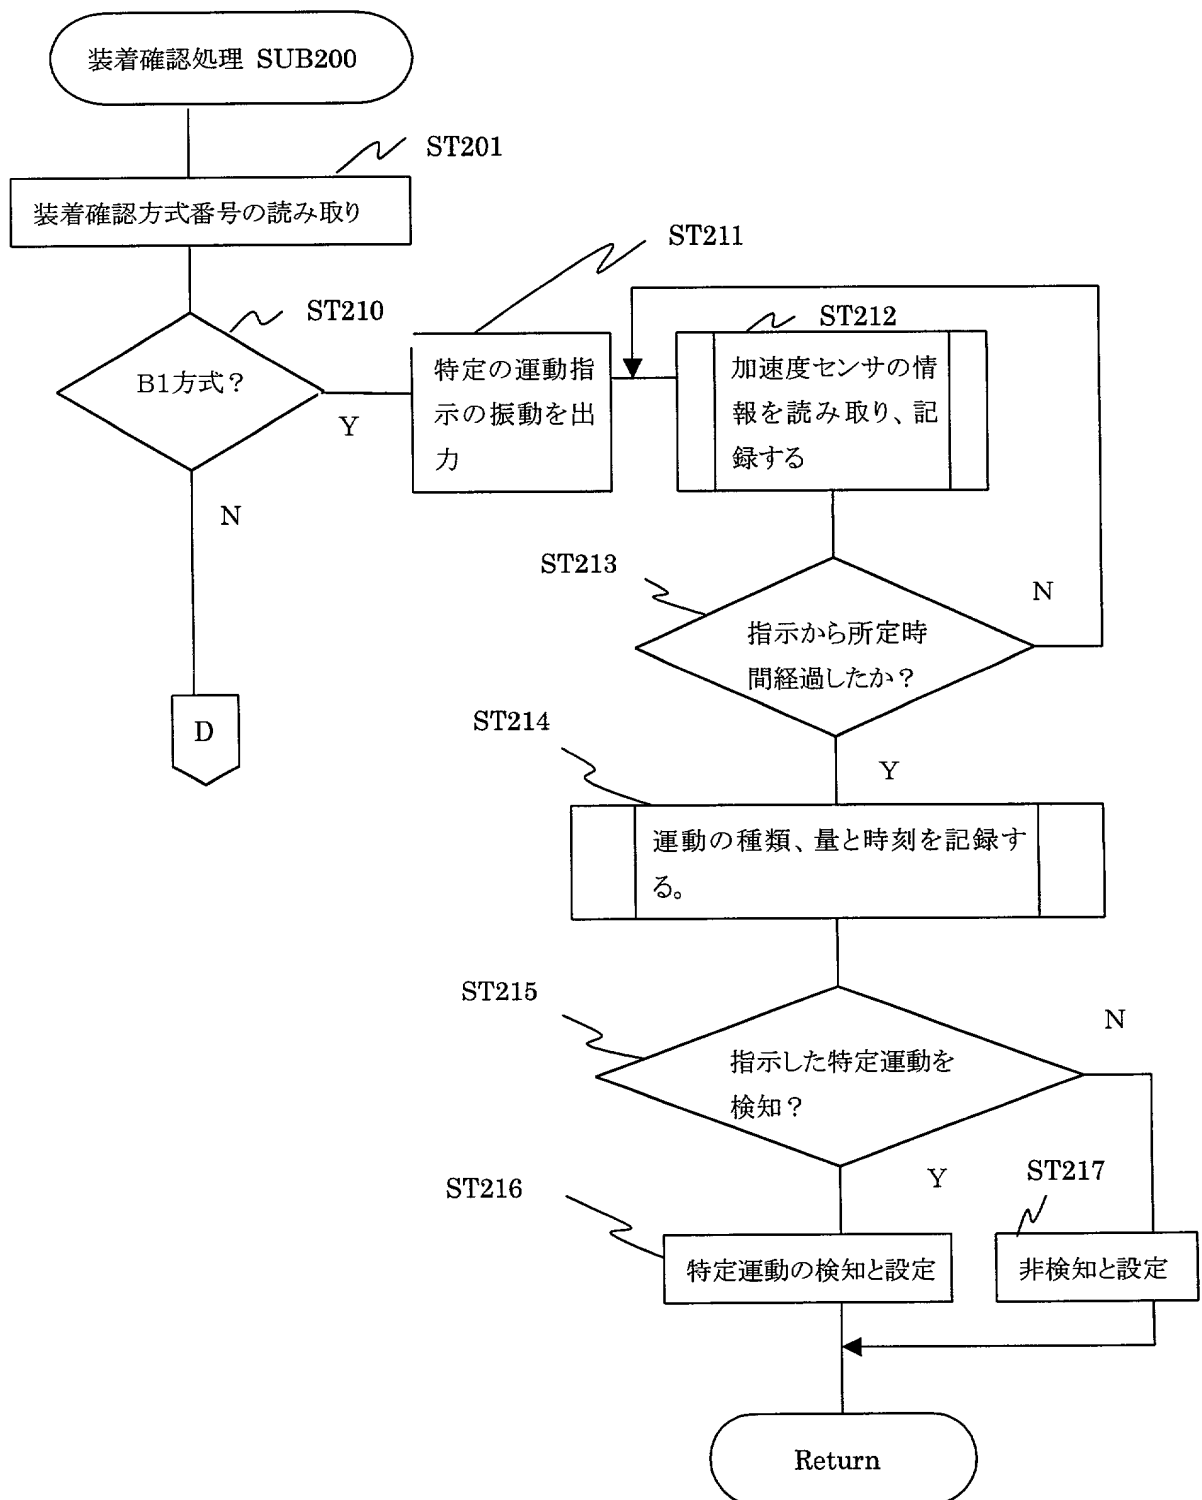 装着確認処理 SUB200
ST201
装着確認方式番号の読み取り
ST210
B1方式?
Y
N
D
ST211
特定の運動指
示の振動を出
力
ST212
加速度センサの情
報を読み取り、記
録する
ST213
指示から所定時
間経過したか?
N
Y
ST214
運動の種類、量と時刻を記録す
る。
ST215
指示した特定運動を
検知?
N
Y
ST216
特定運動の検知と設定
ST217
非検知と設定
Return